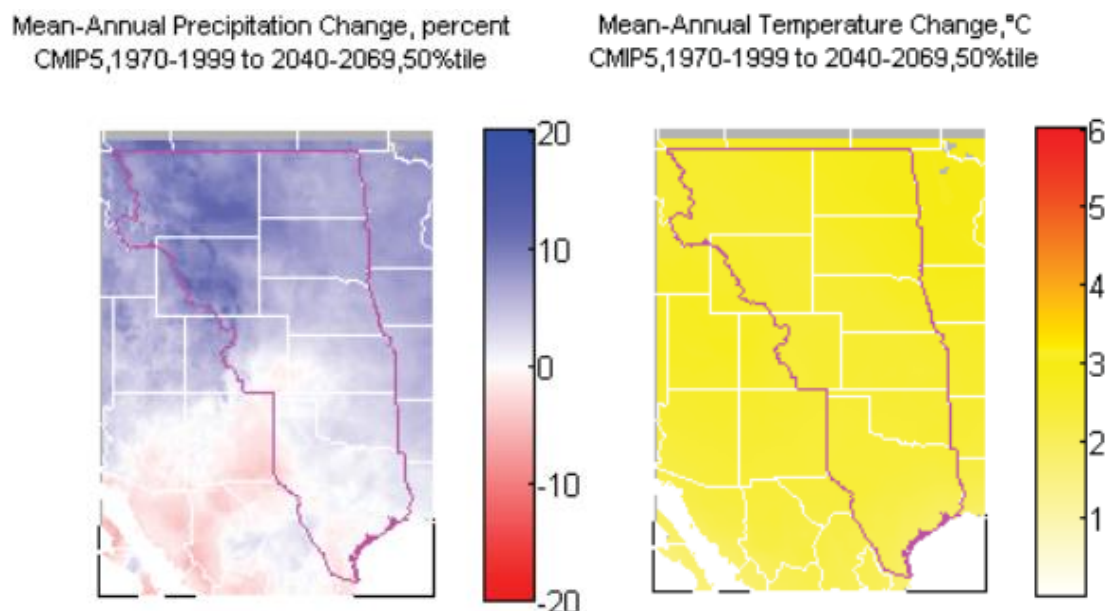 Mean-Annual Precipitation Change, percent
CMIP5,1970-1999 to 2040-2069,50%tile
20
10
0
-10
-20
Mean-Annual Temperature Change,°C
CMIP5,1970-1999 to 2040-2069,50%tile
6
5
4
3
2
1